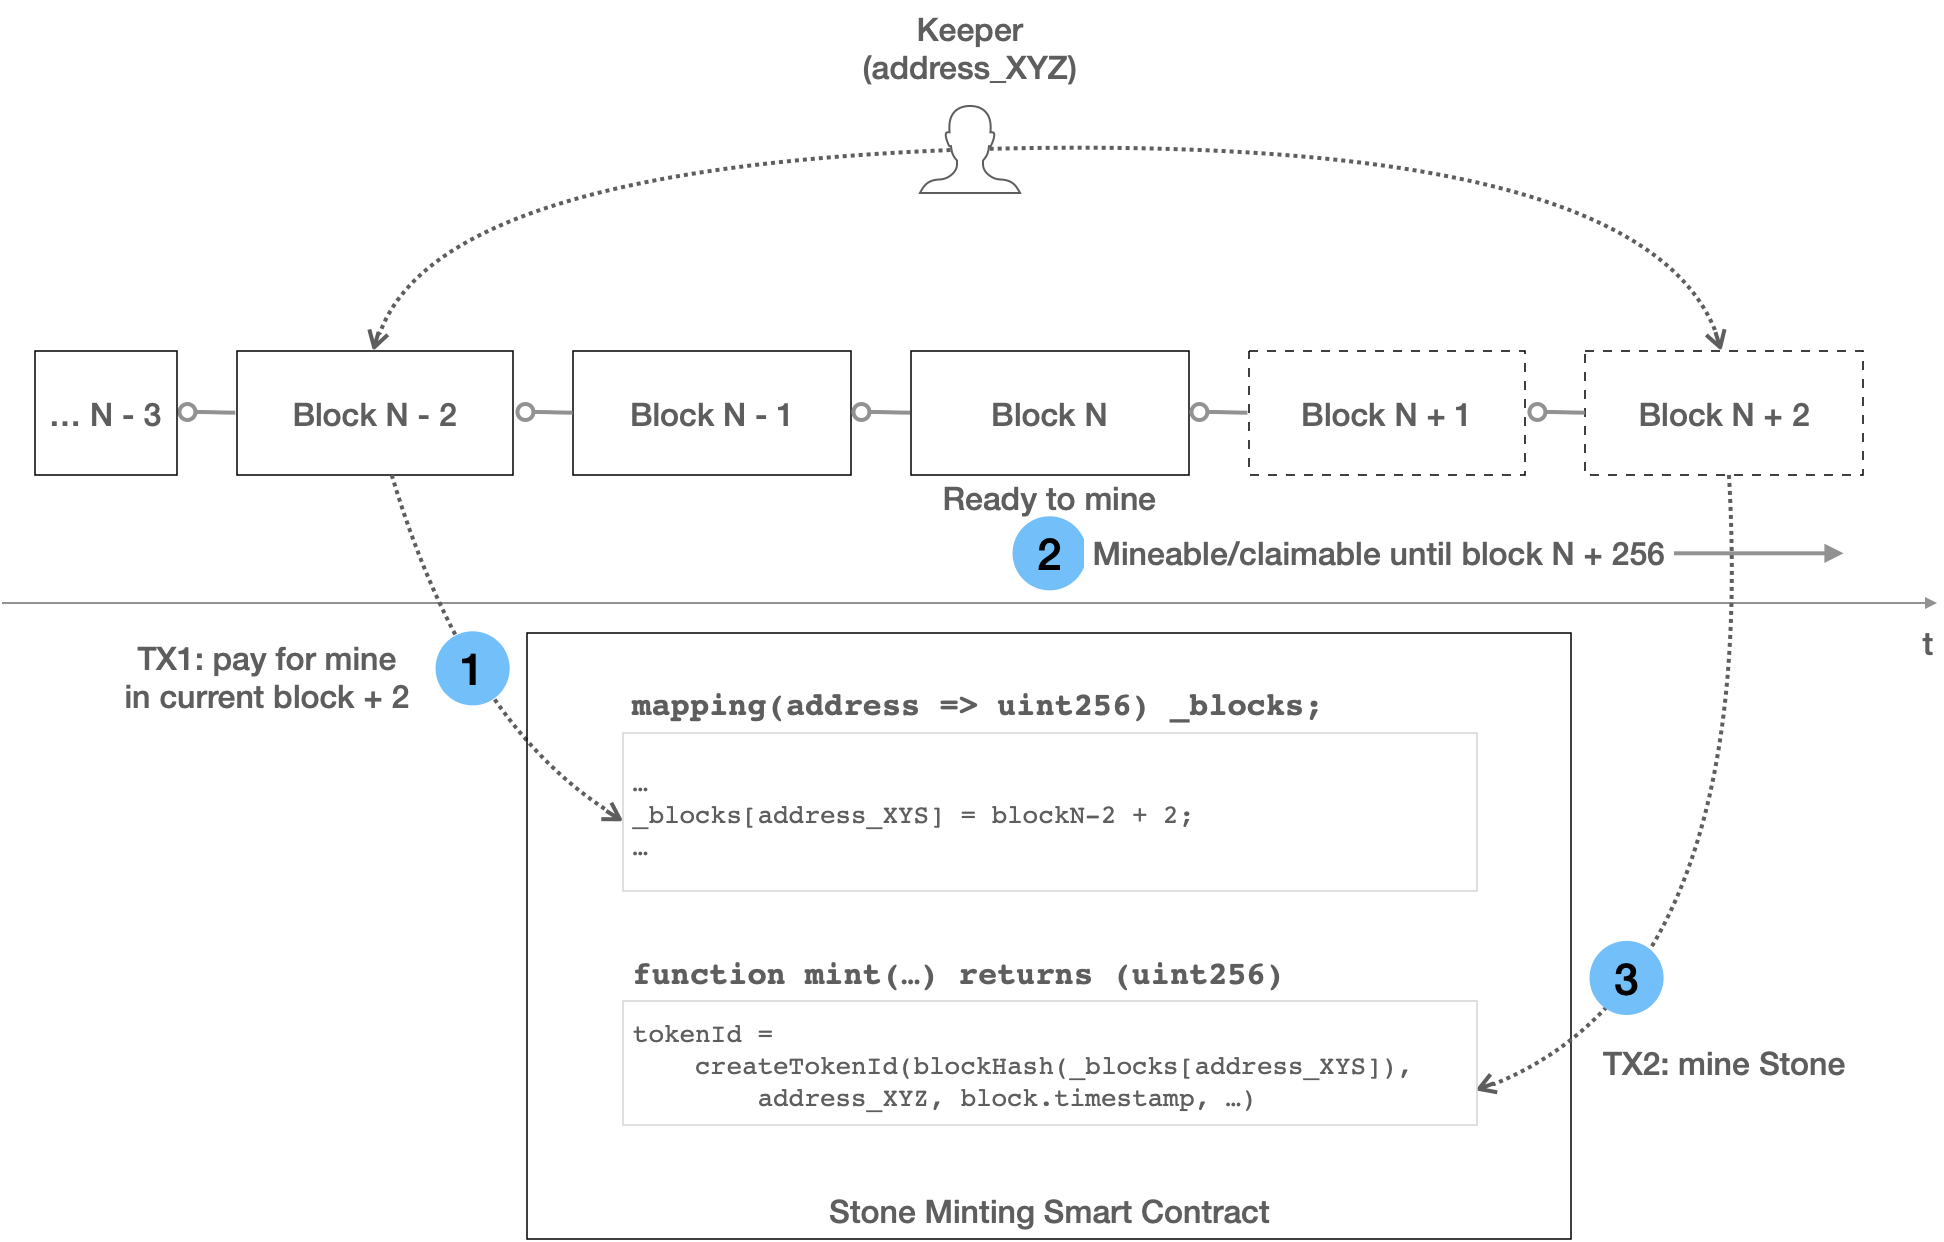 Keeper
(address_XYZ)
... N - 3
Block N - 2
Block N - 1
Block N
Block N + 1
Block N + 2
Ready to mine
2
Mineable/claimable until block N + 256
t
TX1: pay for mine
in current block + 2
1
mapping(address => uint256) _blocks;
…
_blocks[address_XYS] = blockN-2 + 2;
…
function mint(…) returns (uint256)
tokenId =
createTokenId(blockHash(_blocks[address_XYS]),
address_XYZ, block.timestamp, …)
3
TX2: mine Stone
Stone Minting Smart Contract